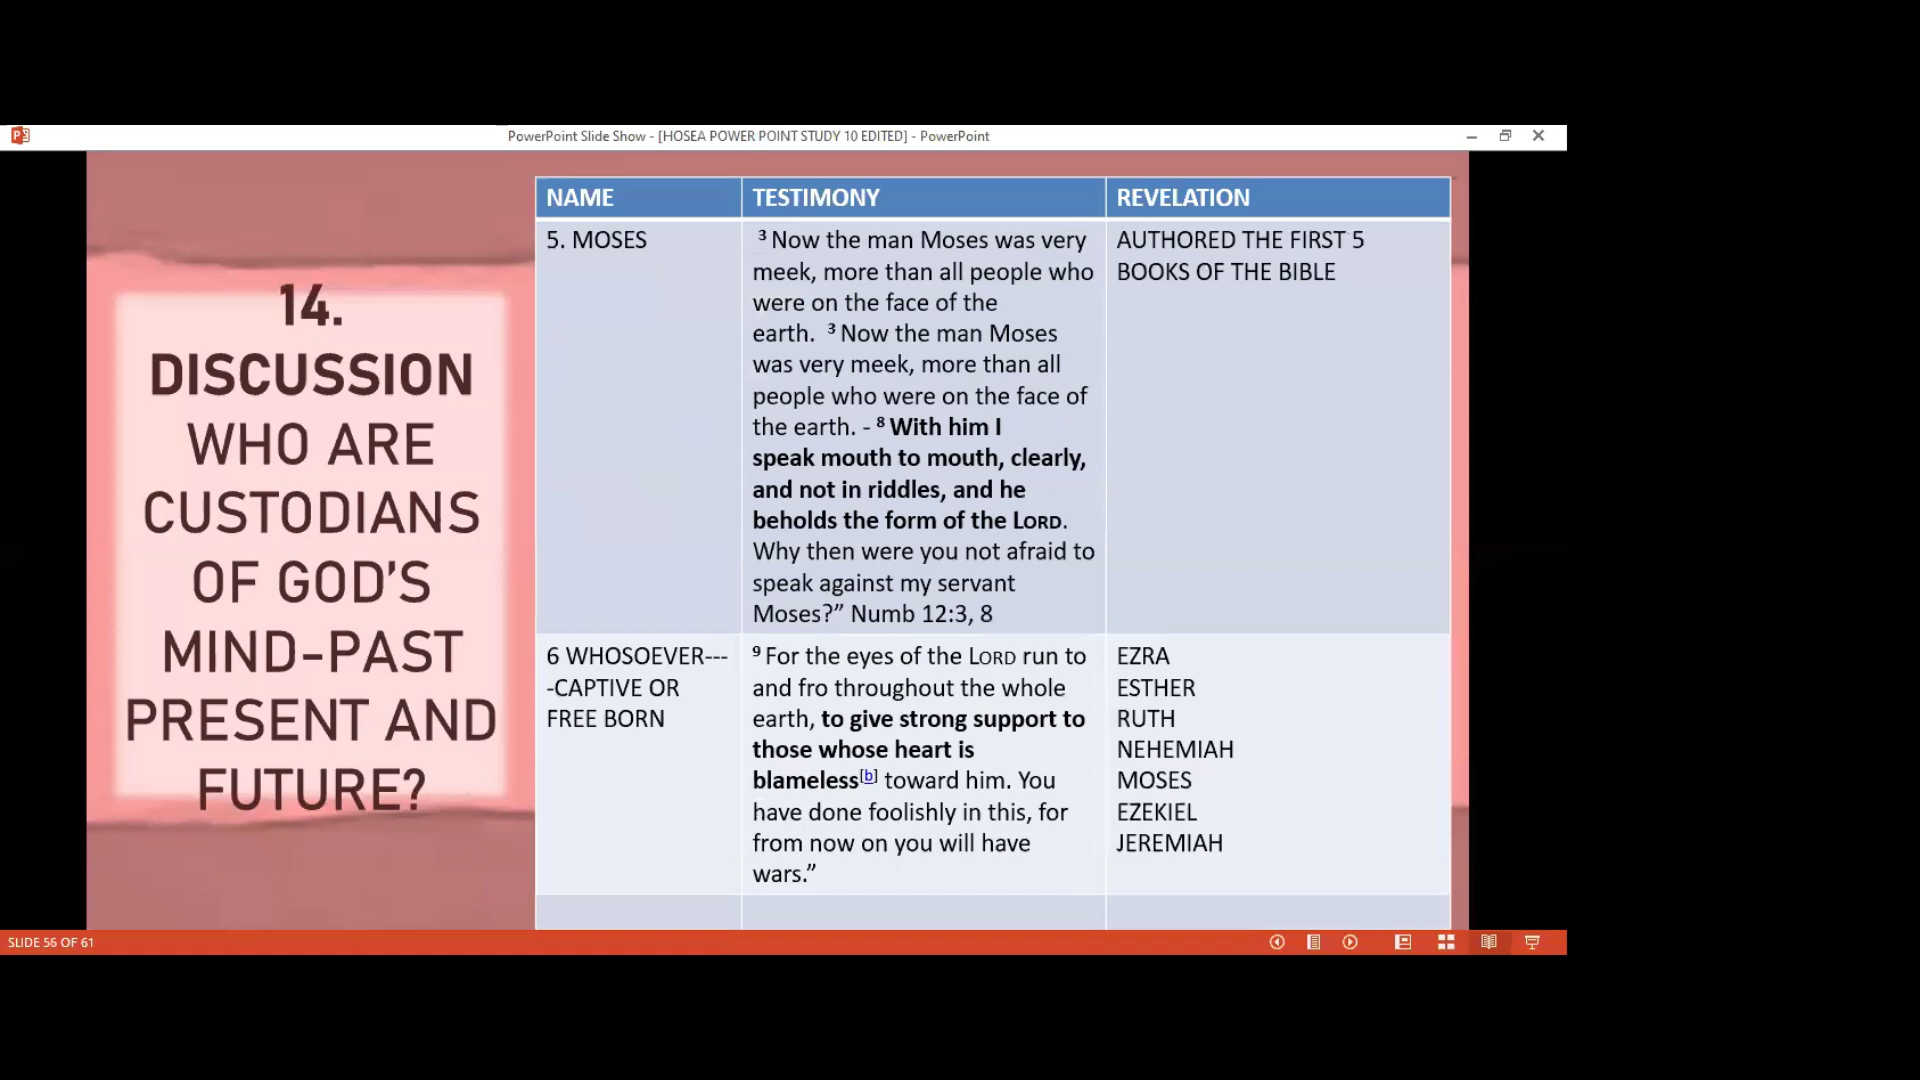 PowerPoint Slide Show - [HOSEA POWER POINT STUDY 10 EDITED] - PowerPoint
14.
DISCUSSION
WHO ARE
CUSTODIANS
OF GOD'S
MIND-PAST
PRESENT AND
FUTURE?
NAME
TESTIMONY
REVELATION
5. MOSES
3 Now the man Moses was very
meek, more than all people who
were on the face of the
earth. 3 Now the man Moses
was very meek, more than all
people who were on the face of
the earth. - 8 With him I
speak mouth to mouth, clearly,
and not in riddles, and he
beholds the form of the LORD.
Why then were you not afraid to
speak against my servant
Moses?” Numb 12:3, 8
AUTHORED THE FIRST 5
BOOKS OF THE BIBLE
6 WHOSOEVER---
-CAPTIVE OR
FREE BORN
9 For the eyes of the LORD run to
and fro throughout the whole
earth, to give strong support to
those whose heart is
blameless[b] toward him. You
have done foolishly in this, for
from now on you will have
wars.”
EZRA
ESTHER
RUTH
NEHEMIAH
MOSES
EZEKIEL
JEREMIAH
SLIDE 56 OF 61